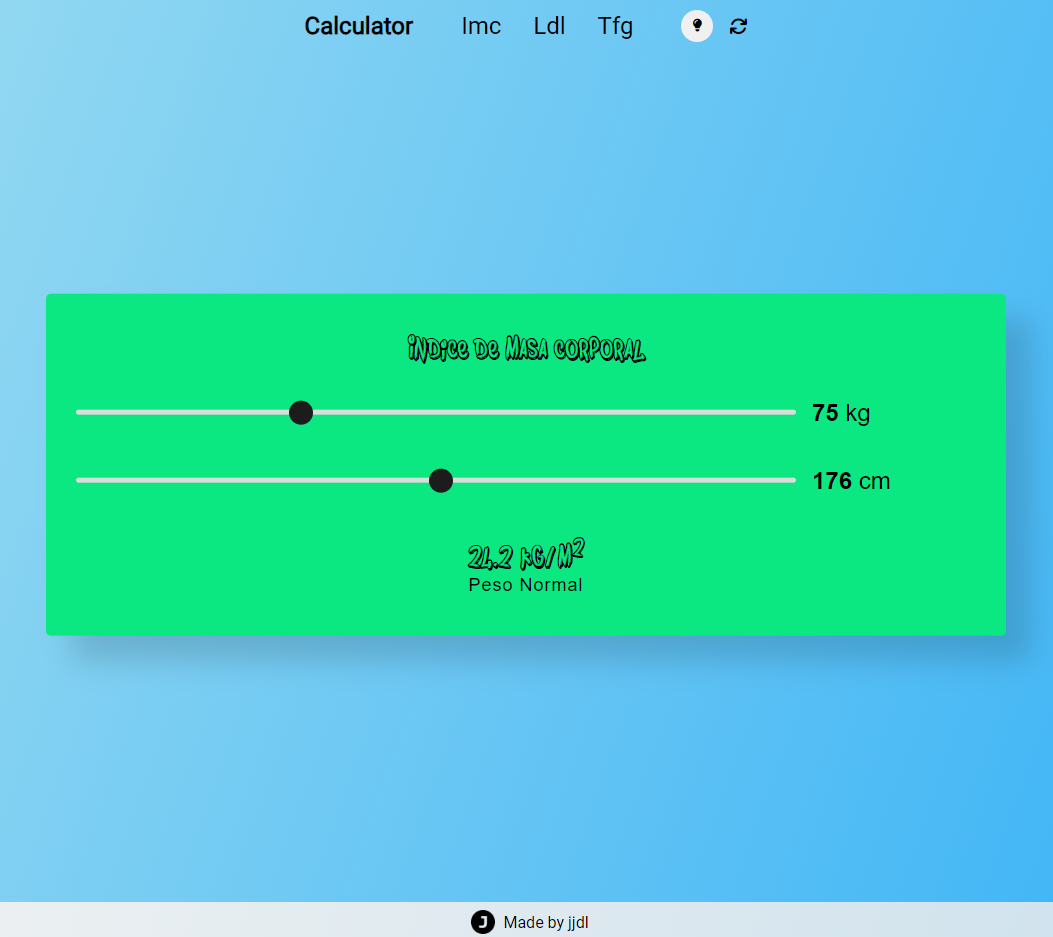 Calculator Imc Ldl Tfg
Índice de Masa Corporal
75 kg
176 cm
24.2 KG/M²
Peso Normal
J Made by jjdl